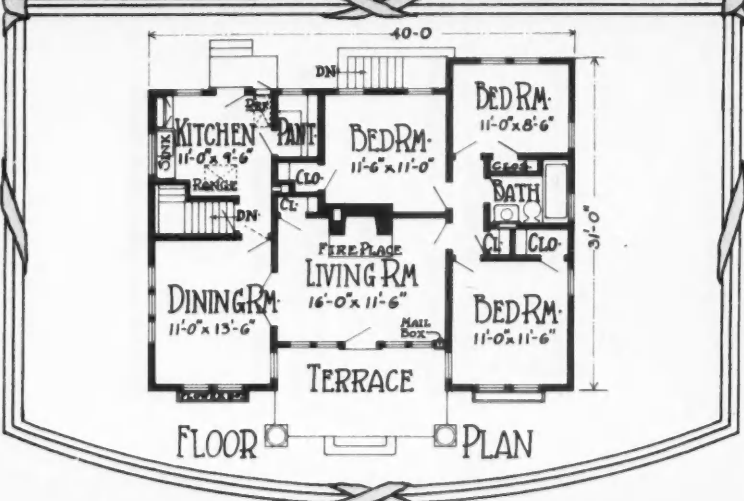 40-0
DN
BED RM.
11'-0" x 8'-6"
REF.
KITCHEN
11'-0" x 9'-6"
PANT.
BED RM.
11'-6" x 11'-0"
SINK
RANGE
CLO.
CLOS.
BATH
CL.
DN.
31'-0"
FIRE PLACE
LIVING RM
16'-0" x 11'-6"
CL.
CLO.
DINING RM.
11'-0" x 13'-6"
MAIL
BOX
BED RM.
11'-0" x 11'-6"
TERRACE
FLOOR PLAN